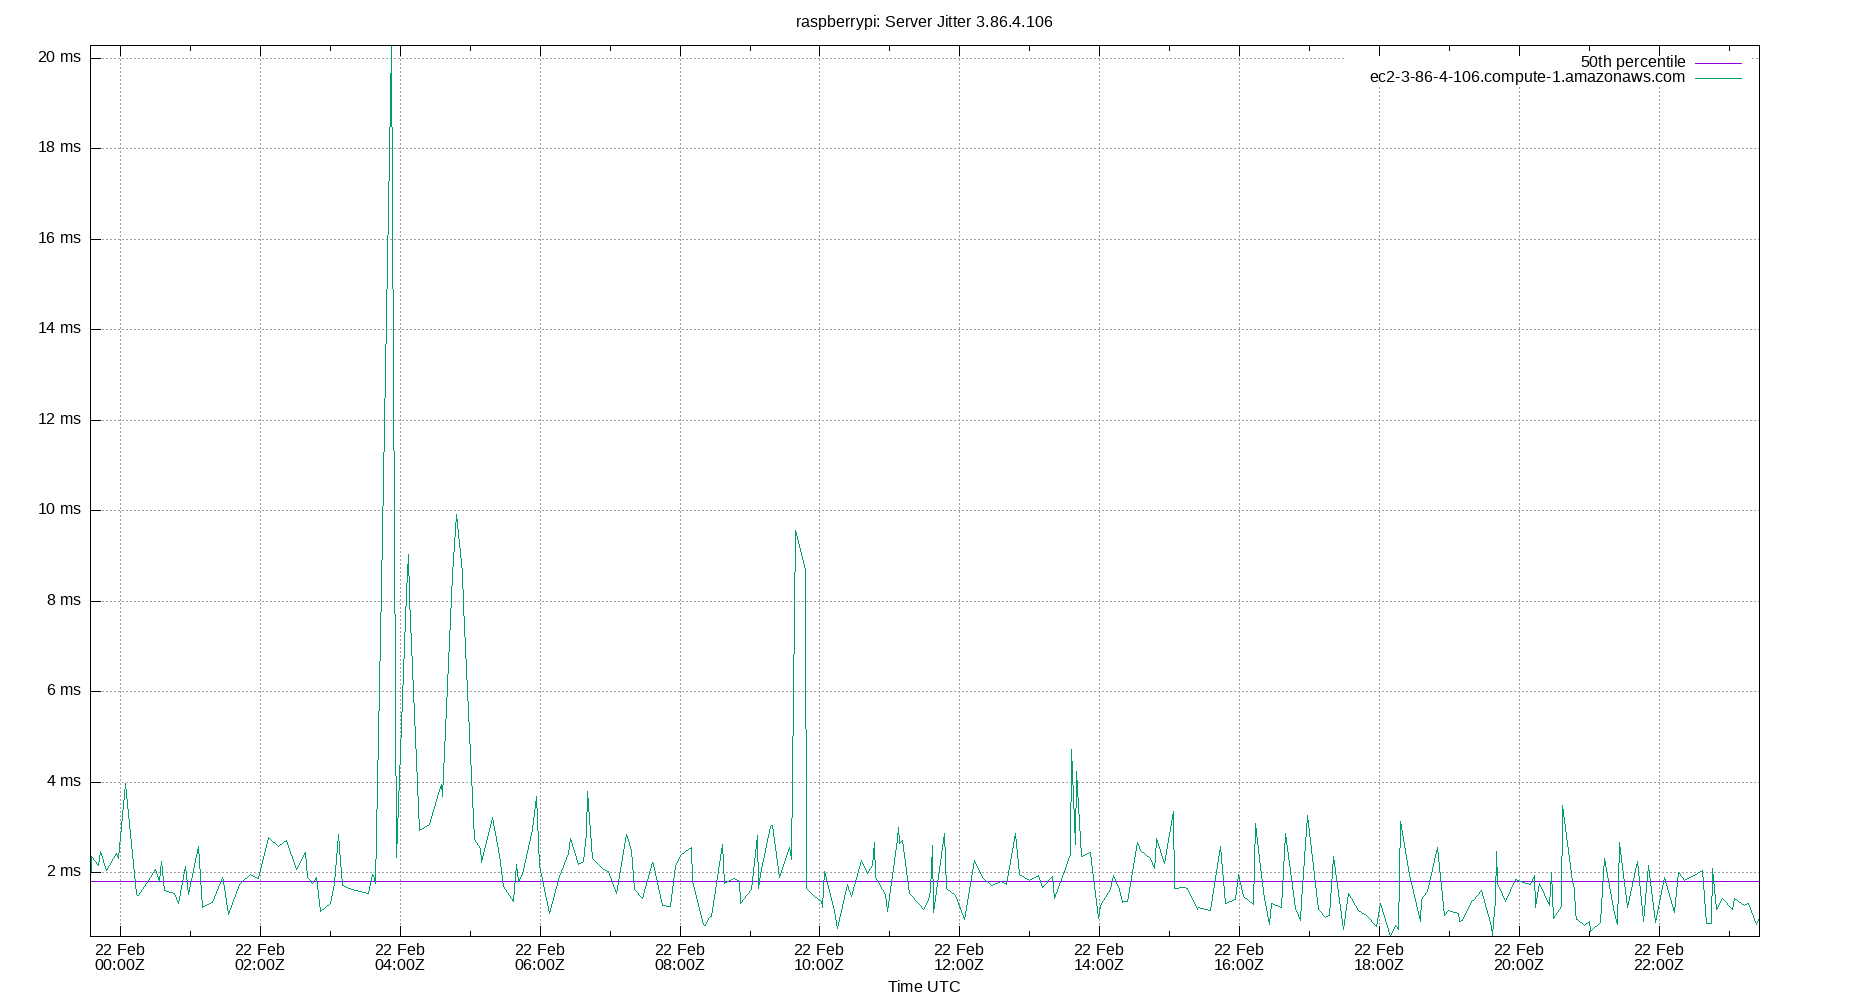 raspberrypi: Server Jitter 3.86.4.106
50th percentile
ec2-3-86-4-106.compute-1.amazonaws.com
20 ms
18 ms
16 ms
14 ms
12 ms
10 ms
8 ms
6 ms
4 ms
2 ms
22 Feb 22 Feb 22 Feb 22 Feb 22 Feb 22 Feb 22 Feb 22 Feb 22 Feb 22 Feb 22 Feb 22 Feb
00:00Z 02:00Z 04:00Z 06:00Z 08:00Z 10:00Z 12:00Z 14:00Z 16:00Z 18:00Z 20:00Z 22:00Z
Time UTC